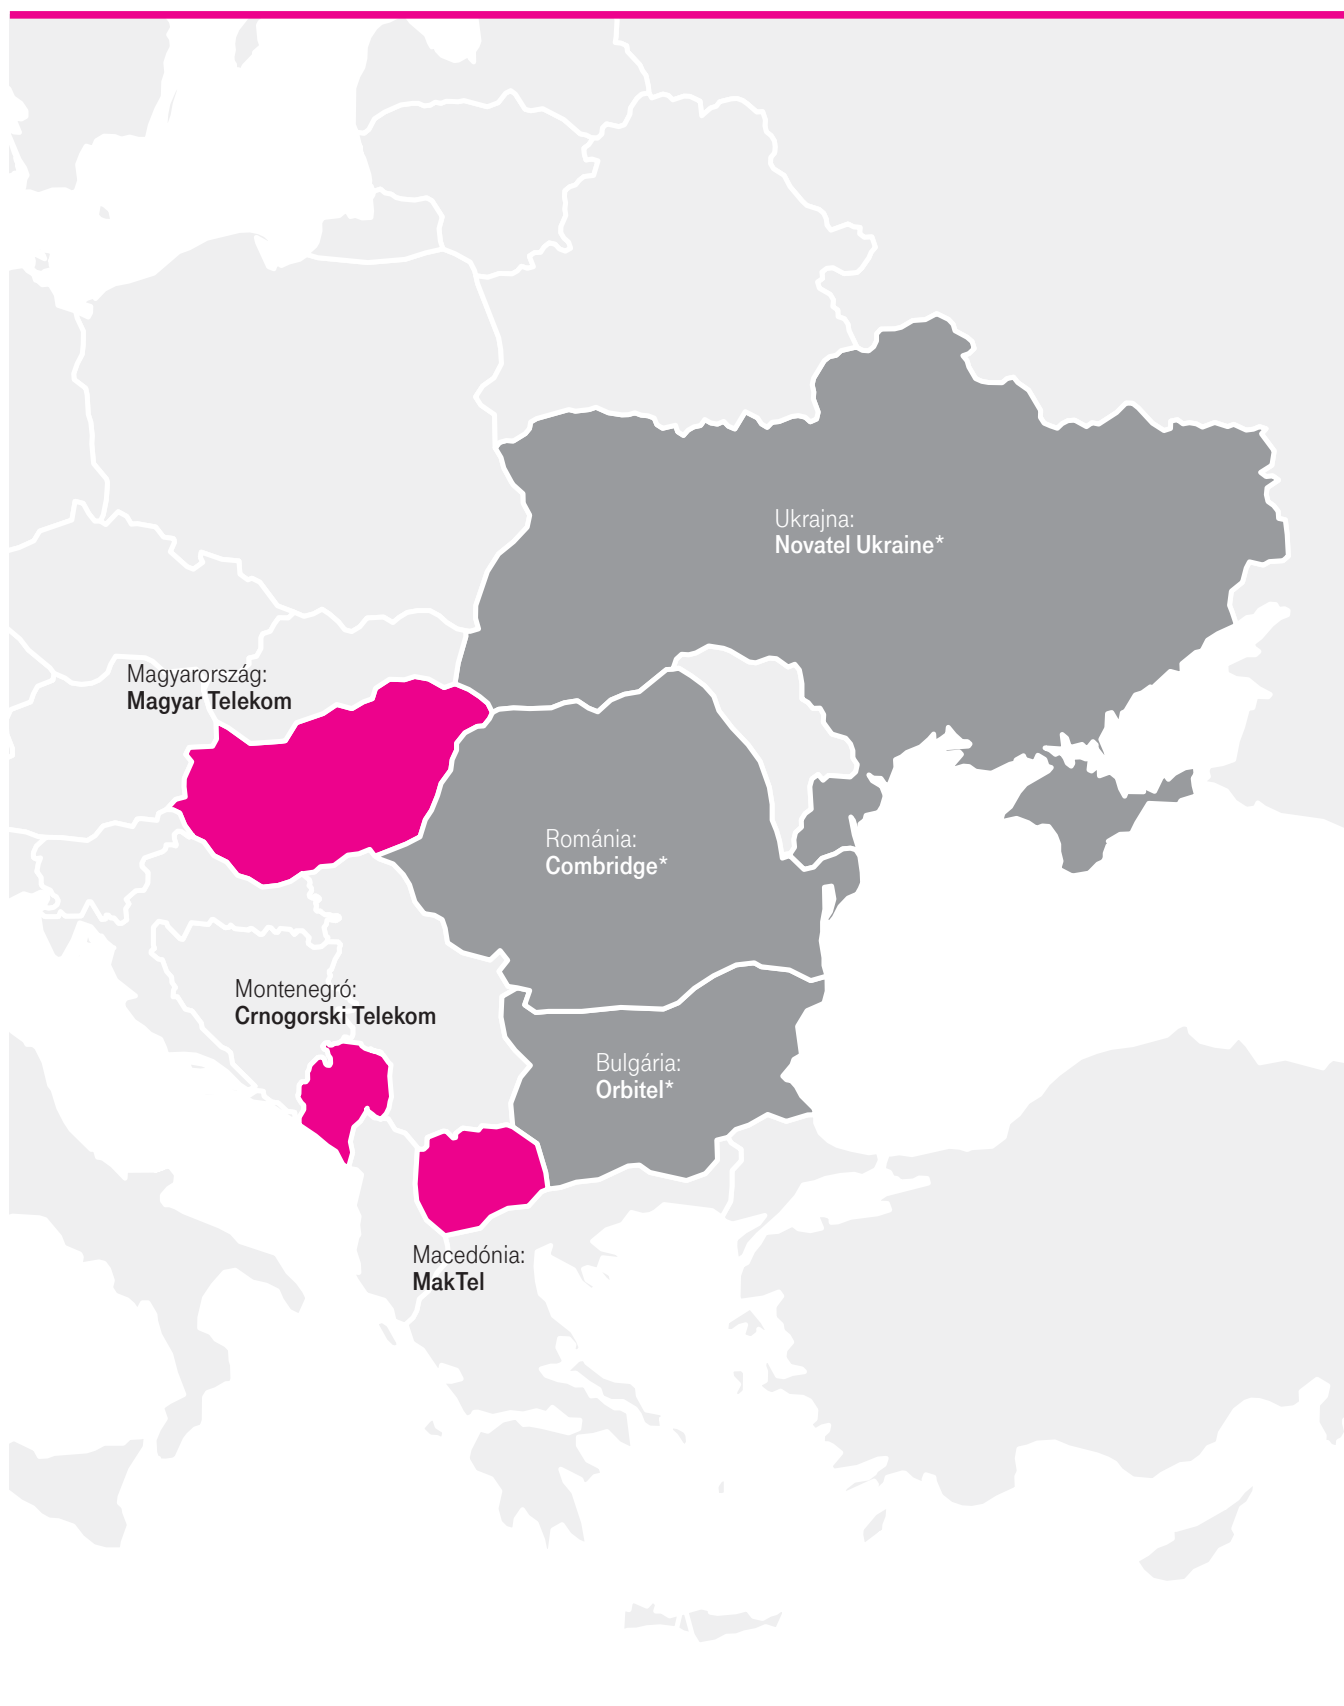 Ukrajna:
Novatel Ukraine*
Magyarország:
Magyar Telekom
Románia:
Combridge*
Montenegró:
Crnogorski Telekom
Bulgária:
Orbitel*
Macedónia:
MakTel